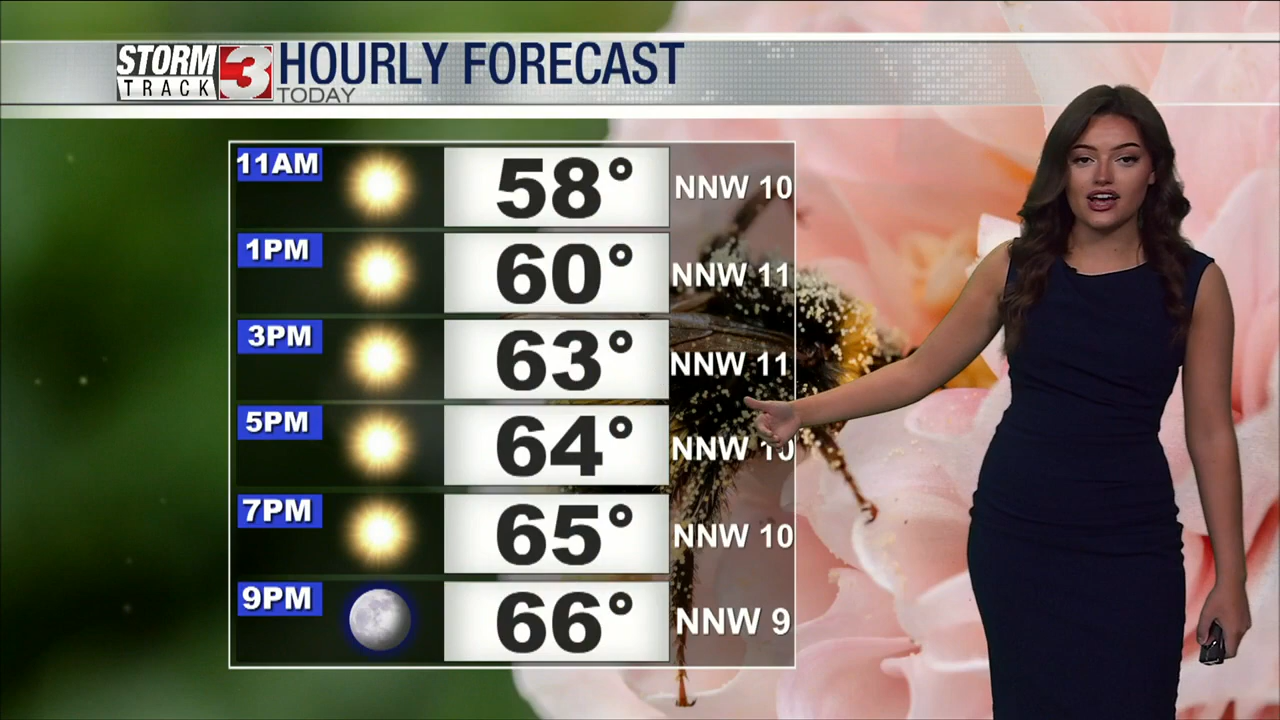 STORM TRACK 3 HOURLY FORECAST
TODAY
11AM 58° NNW 10
1PM 60° NNW 11
3PM 63° NNW 11
5PM 64° NNW 10
7PM 65° NNW 10
9PM 66° NNW 9